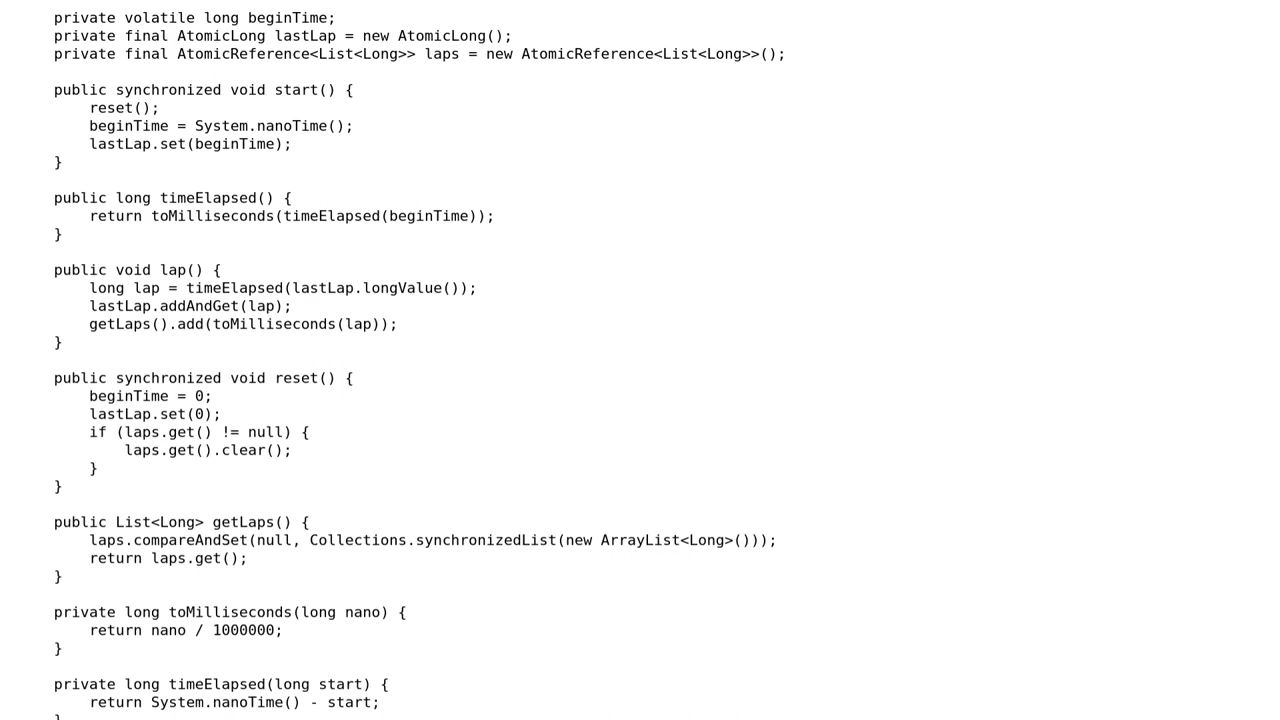 private volatile long beginTime;
private final AtomicLong lastLap = new AtomicLong();
private final AtomicReference<List<Long>> laps = new AtomicReference<List<Long>>();
public synchronized void start() {
reset();
beginTime = System.nanoTime();
lastLap.set(beginTime);
}
public long timeElapsed() {
return toMilliseconds(timeElapsed(beginTime));
}
public void lap() {
long lap = timeElapsed(lastLap.longValue());
lastLap.addAndGet(lap);
getLaps().add(toMilliseconds(lap));
}
public synchronized void reset() {
beginTime = 0;
lastLap.set(0);
if (laps.get() != null) {
laps.get().clear();
}
}
public List<Long> getLaps() {
laps.compareAndSet(null, Collections.synchronizedList(new ArrayList<Long>()));
return laps.get();
}
private long toMilliseconds(long nano) {
return nano / 1000000;
}
private long timeElapsed(long start) {
return System.nanoTime() - start;
}